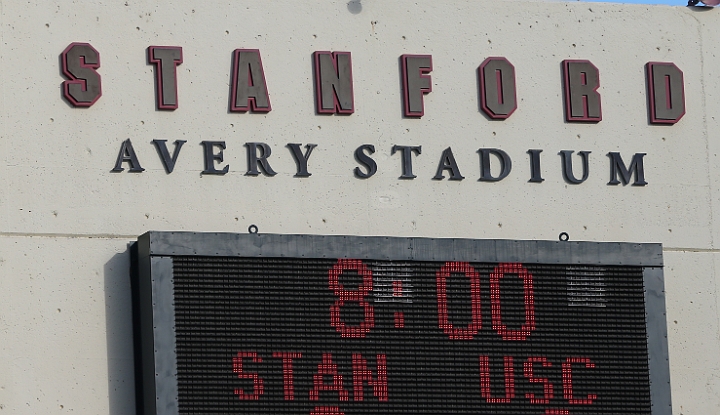 STANFORD
AVERY STADIUM
8:00
STAN USC